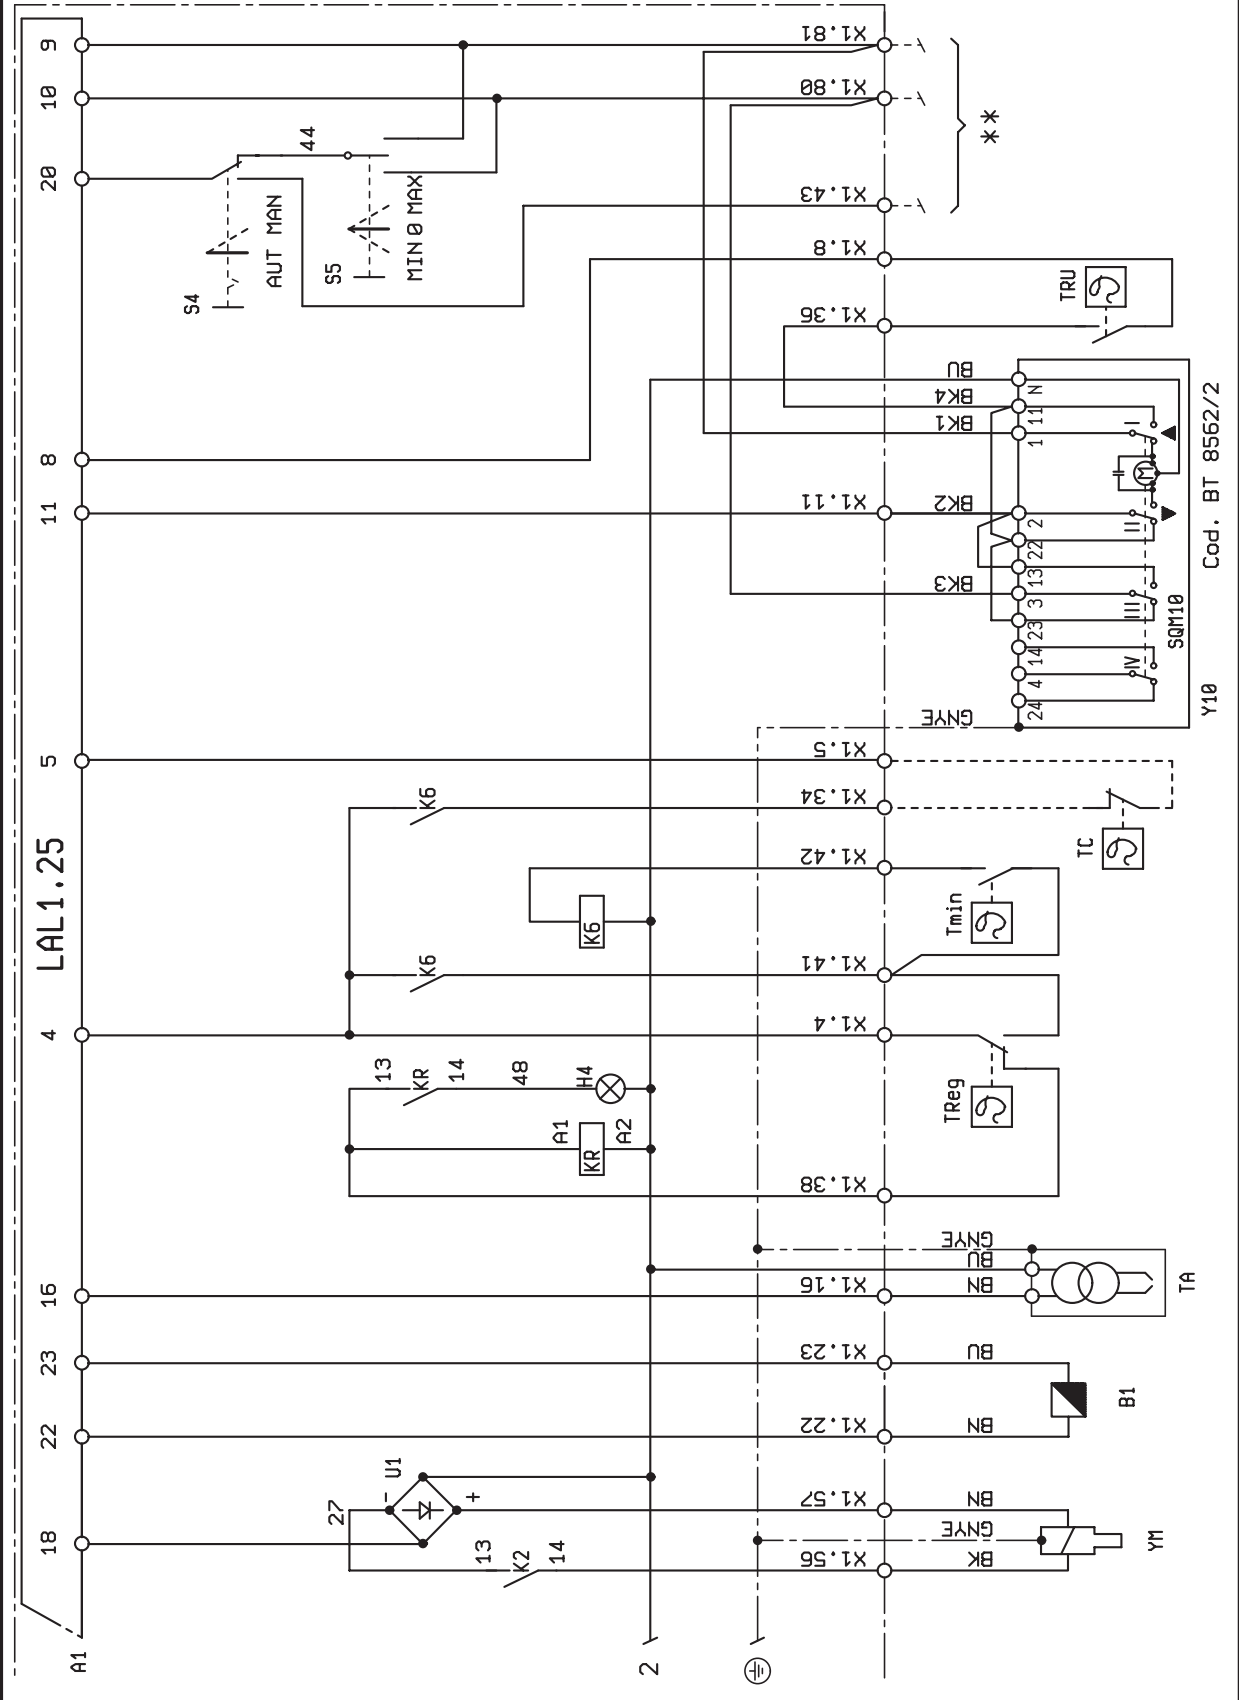 A1
LAL1.25
18
22
23
16
4
5
11
8
20
10
9
27
- U1
+
13
K2
14
13
KR
14
48
H4
A1
KR
A2
K6
K6
K6
S4
AUT MAN
S5
MIN 0 MAX
44
2
X1.56
X1.57
X1.22
X1.23
X1.16
X1.38
X1.4
X1.41
X1.42
X1.34
X1.5
X1.11
X1.36
X1.8
X1.43
X1.80
X1.81
**
BK
GNYE
BN
BN
BU
BN
BU
GNYE
GNYE
BK3
BK2
BK1
BK4
BU
YM
B1
TA
TReg
Tmin
TC
TRU
24
4
14
23
3
13
22
2
1
11
N
IV
III
II
I
M
SQM10
Y10
Cod. BT 8562/2